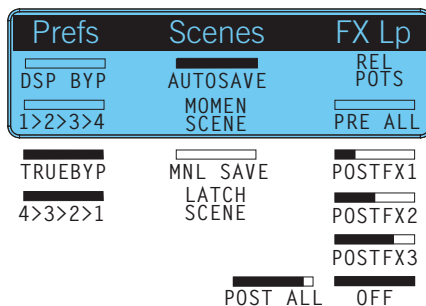 Prefs Scenes FX Lp
DSP BYP AUTOSAVE REL POTS
1>2>3>4 MOMEN SCENE PRE ALL
TRUEBYP MNL SAVE POSTFX1
4>3>2>1 LATCH SCENE POSTFX2
POSTFX3
POST ALL OFF